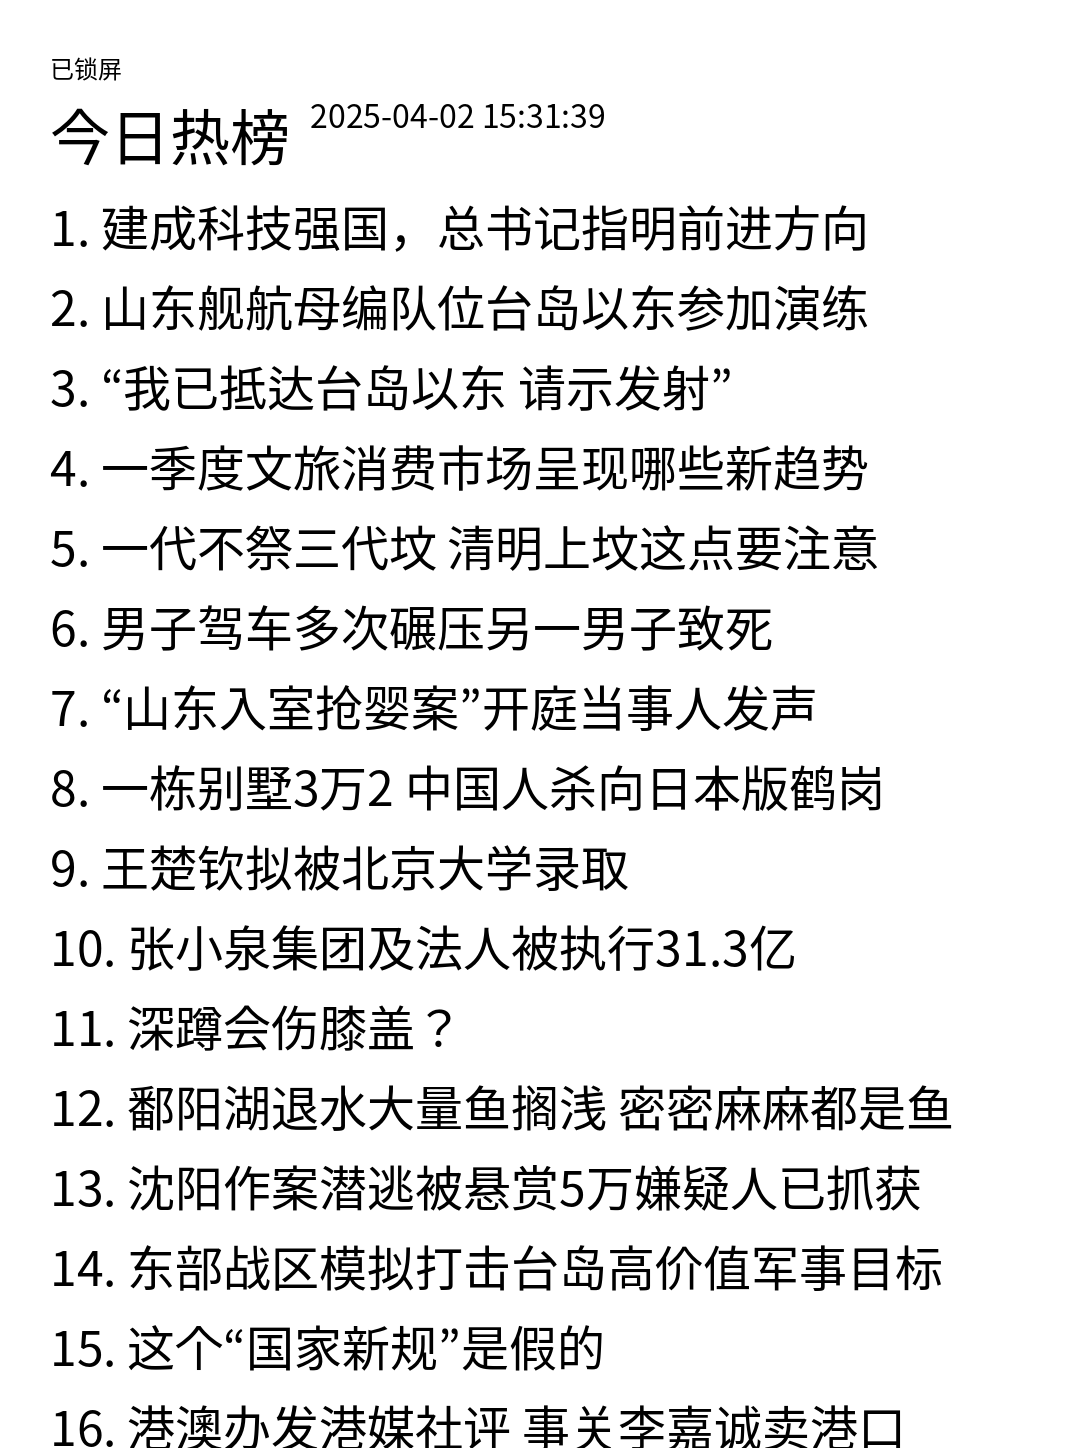 已锁屏
今日热榜 2025-04-02 15:31:39
1. 建成科技强国，总书记指明前进方向
2. 山东舰航母编队位台岛以东参加演练
3. “我已抵达台岛以东 请示发射”
4. 一季度文旅消费市场呈现哪些新趋势
5. 一代不祭三代坟 清明上坟这点要注意
6. 男子驾车多次碾压另一男子致死
7. “山东入室抢婴案”开庭当事人发声
8. 一栋别墅3万2 中国人杀向日本版鹤岗
9. 王楚钦拟被北京大学录取
10. 张小泉集团及法人被执行31.3亿
11. 深蹲会伤膝盖？
12. 鄱阳湖退水大量鱼搁浅 密密麻麻都是鱼
13. 沈阳作案潜逃被悬赏5万嫌疑人已抓获
14. 东部战区模拟打击台岛高价值军事目标
15. 这个“国家新规”是假的
16. 港澳办发港媒社评 事关李嘉诚卖港口